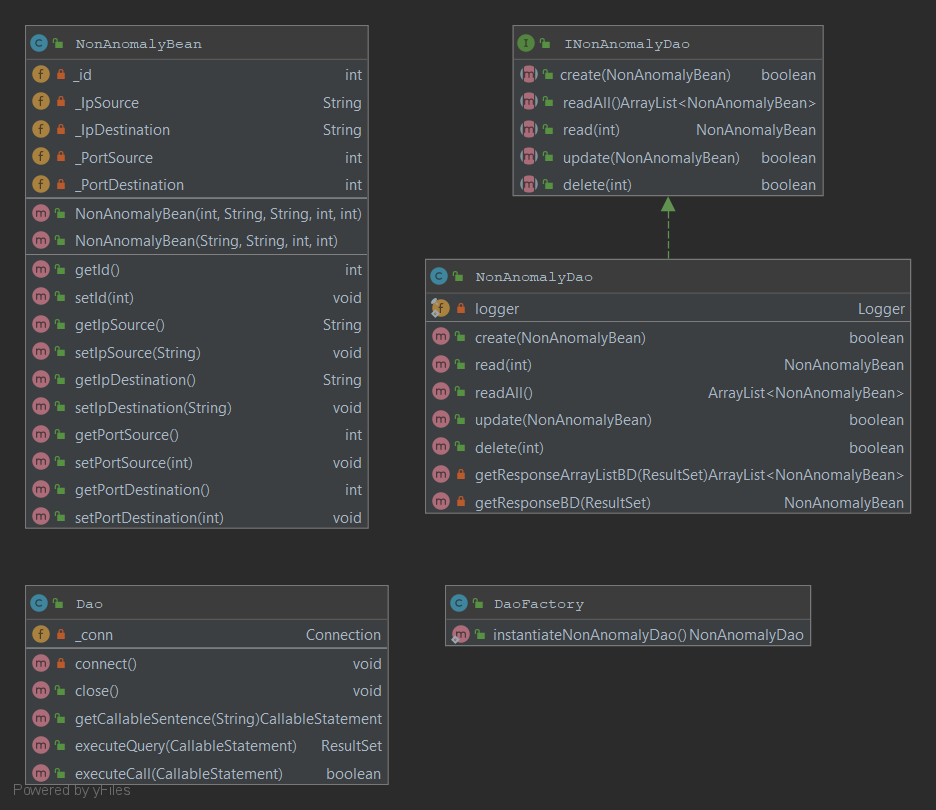 NonAnomalyBean
_id int
_IpSource String
_IpDestination String
_PortSource int
_PortDestination int
NonAnomalyBean(int, String, String, int, int)
NonAnomalyBean(String, String, int, int)
getId() int
setId(int) void
getIpSource() String
setIpSource(String) void
getIpDestination() String
setIpDestination(String) void
getPortSource() int
setPortSource(int) void
getPortDestination() int
setPortDestination(int) void
INonAnomalyDao
create(NonAnomalyBean) boolean
readAll()ArrayList<NonAnomalyBean>
read(int) NonAnomalyBean
update(NonAnomalyBean) boolean
delete(int) boolean
NonAnomalyDao
logger Logger
create(NonAnomalyBean) boolean
read(int) NonAnomalyBean
readAll() ArrayList<NonAnomalyBean>
update(NonAnomalyBean) boolean
delete(int) boolean
getResponseArrayListBD(ResultSet)ArrayList<NonAnomalyBean>
getResponseBD(ResultSet) NonAnomalyBean
Dao
_conn Connection
connect() void
close() void
getCallableSentence(String)CallableStatement
executeQuery(CallableStatement) ResultSet
executeCall(CallableStatement) boolean
DaoFactory
instantiateNonAnomalyDao() NonAnomalyDao
Powered by yFiles